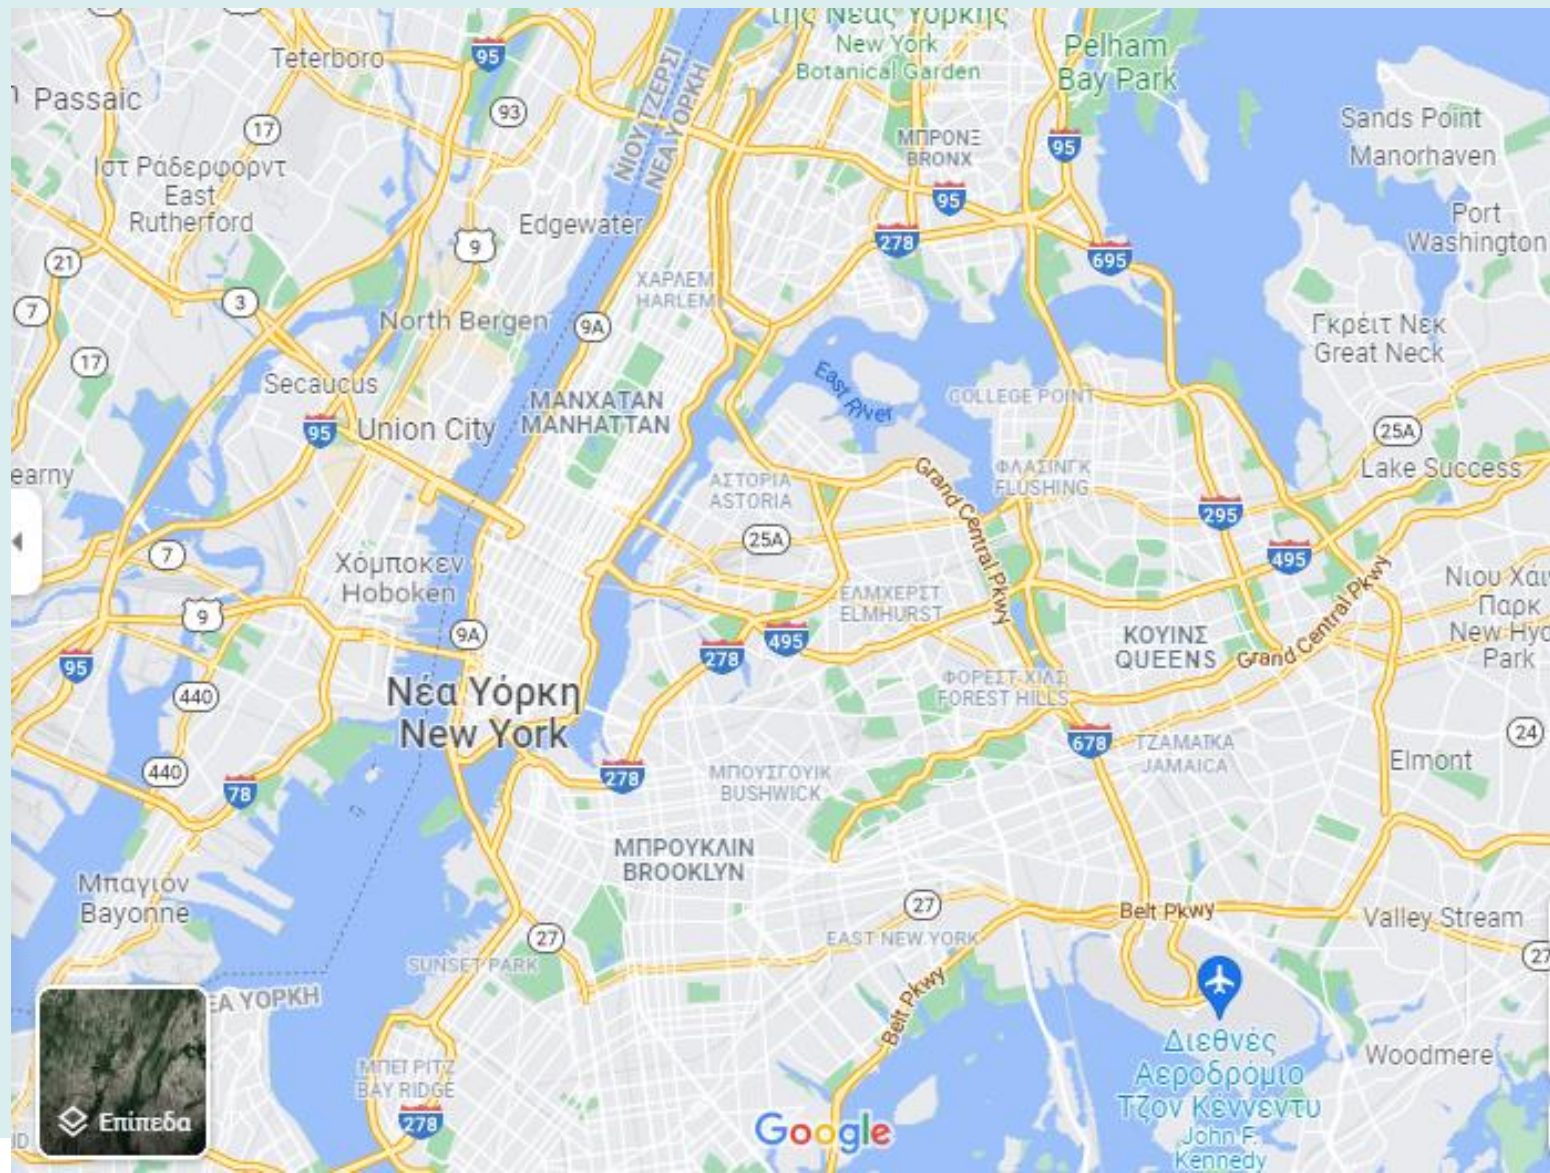 της Νέας Υόρκης
New York
Botanical Garden
Pelham
Bay Park
Teterboro
95
Passaic
93
17
ΝΙΟΥ ΤΖΕΡΣΙ
ΝΕΑ ΥΟΡΚΗ
ΜΠΡΟΝΞ
BRONX
95
Sands Point
Manorhaven
Ιστ Ράδερφορντ
East
Rutherford
Edgewater
9
95
278
695
Port
Washington
21
7
3
ΧΑΡΛΕΜ
HARLEM
North Bergen
9A
17
Γκρέιτ Νεκ
Great Neck
Secaucus
95
Union City
ΜΑΝΧΑΤΑΝ
MANHATTAN
East River
COLLEGE POINT
25A
Lake Success
earny
ΑΣΤΟΡΙΑ
ASTORIA
ΦΛΑΣΙΝΓΚ
FLUSHING
Grand Central Pkwy
295
25A
495
7
Χόμποκεν
Hoboken
9
9A
ΕΛΜΧΕΡΣΤ
ELMHURST
495
278
ΚΟΥΙΝΣ
QUEENS
Grand Central Pkwy
Νιου Χάιν
Παρκ
New Hyd
Park
95
440
Νέα Υόρκη
New York
ΦΟΡΕΣΤ ΧΙΛΣ
FOREST HILLS
678
ΤΖΑΜΑΪΚΑ
JAMAICA
24
Elmont
440
78
278
ΜΠΟΥΣΓΟΥΙΚ
BUSHWICK
ΜΠΡΟΥΚΛΙΝ
BROOKLYN
Μπαγιόν
Bayonne
27
27
EAST NEW YORK
Belt Pkwy
Valley Stream
27
SUNSET PARK
Belt Pkwy
ΕΑ ΥΟΡΚΗ
ΜΠΕΪ ΡΙΤΖ
BAY RIDGE
278
Διεθνές
Αεροδρόμιο
Τζον Κέννεντυ
John F.
Kennedy
Woodmere
Επίπεδα
Google